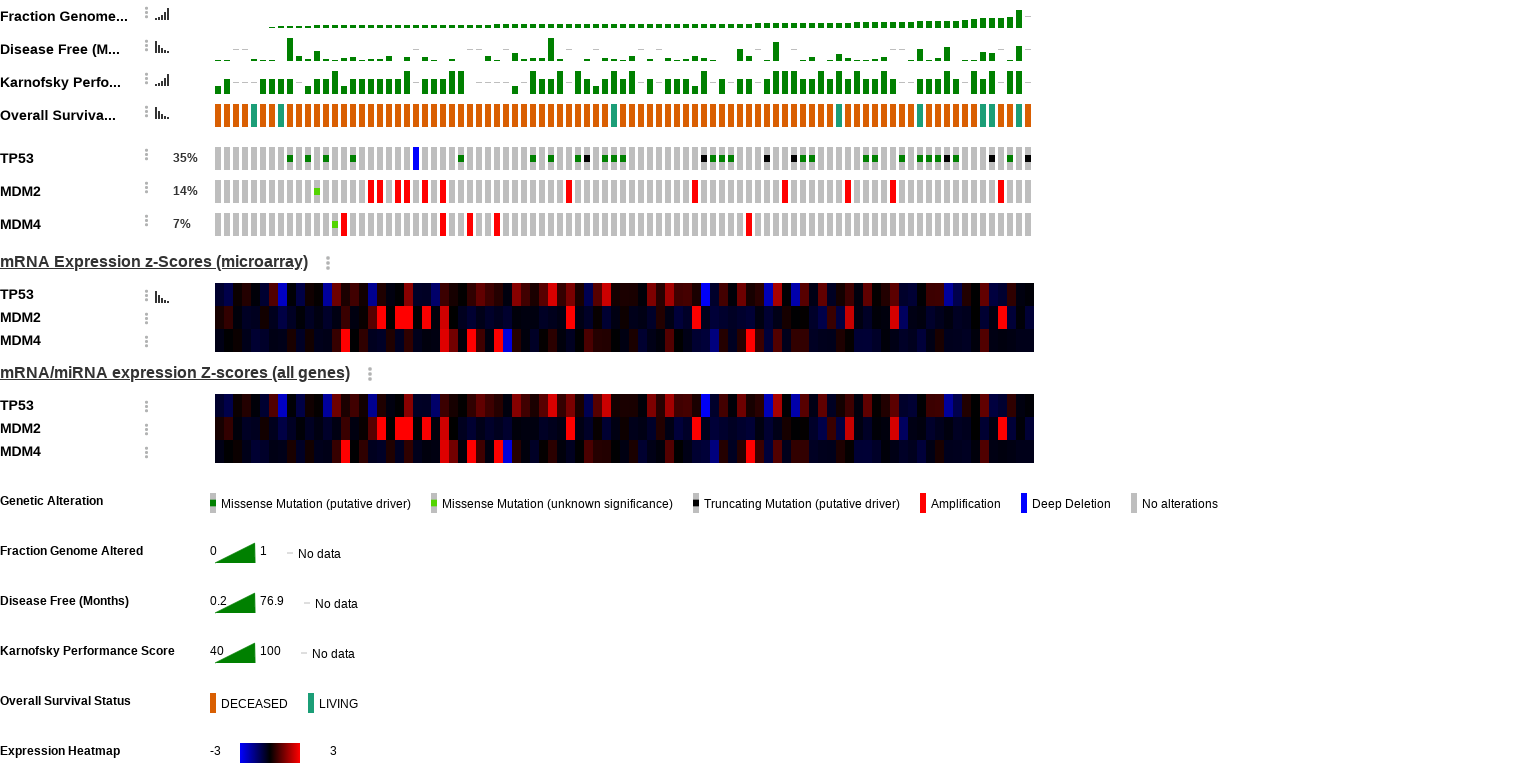 Fraction Genome...
Disease Free (M...
Karnofsky Perfo...
Overall Surviva...
TP53 35%
MDM2 14%
MDM4 7%
mRNA Expression z-Scores (microarray)
TP53
MDM2
MDM4
mRNA/miRNA expression Z-scores (all genes)
TP53
MDM2
MDM4
Genetic Alteration Missense Mutation (putative driver) Missense Mutation (unknown significance) Truncating Mutation (putative driver) Amplification Deep Deletion No alterations
Fraction Genome Altered 0 1 No data
Disease Free (Months) 0.2 76.9 No data
Karnofsky Performance Score 40 100 No data
Overall Survival Status DECEASED LIVING
Expression Heatmap -3 3